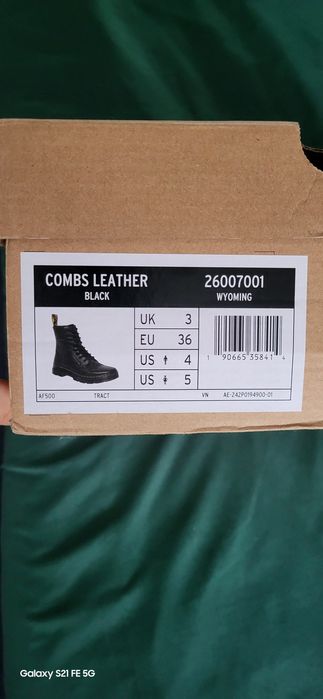 COMBS LEATHER 26007001
BLACK WYOMING
UK 3
EU 36
US 4
US 5
1 90665 35841 4
AF500 TRACT VN AE-Z42P0194900-01
Galaxy S21 FE 5G